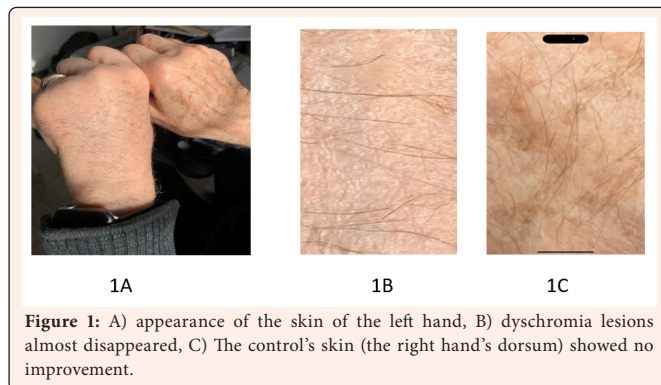 1A 1B 1C
Figure 1: A) appearance of the skin of the left hand, B) dyschromia lesions
almost disappeared, C) The control's skin (the right hand's dorsum) showed no
improvement.